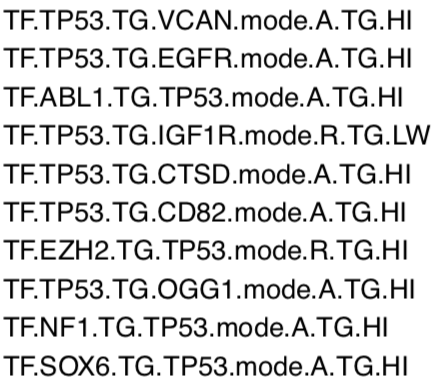 TF.TP53.TG.VCAN.mode.A.TG.HI
TF.TP53.TG.EGFR.mode.A.TG.HI
TF.ABL1.TG.TP53.mode.A.TG.HI
TF.TP53.TG.IGF1R.mode.R.TG.LW
TF.TP53.TG.CTSD.mode.A.TG.HI
TF.TP53.TG.CD82.mode.A.TG.HI
TF.EZH2.TG.TP53.mode.R.TG.HI
TF.TP53.TG.OGG1.mode.A.TG.HI
TF.NF1.TG.TP53.mode.A.TG.HI
TF.SOX6.TG.TP53.mode.A.TG.HI